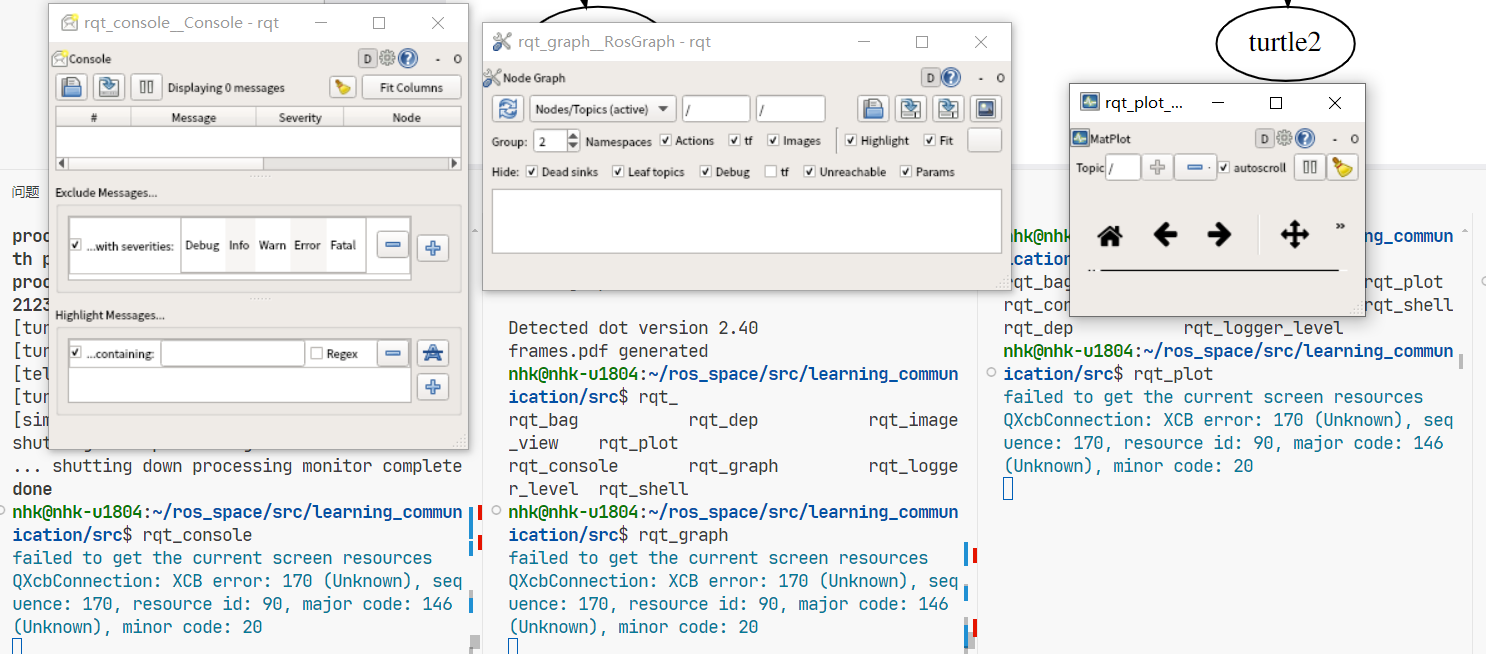 rqt_console__Console - rqt
Console
D
- O
Displaying 0 messages
Fit Columns
# Message Severity Node
Exclude Messages...
...with severities: Debug Info Warn Error Fatal
Highlight Messages...
...containing: Regex
rqt_graph__RosGraph - rqt
Node Graph
D
- O
Nodes/Topics (active) / /
Group: 2 Namespaces Actions tf Images Highlight Fit
Hide: Dead sinks Leaf topics Debug tf Unreachable Params
turtle2
rqt_plot_...
MatPlot
D
- O
Topic / autoscroll
»
问题
proc
th p
proc
2123
[tur
[tur
[tel
[tur
[sim
shut
... shutting down processing monitor complete
done
nhk@nhk-u1804:~/ros_space/src/learning_commun
ication/src$ rqt_console
failed to get the current screen resources
QXcbConnection: XCB error: 170 (Unknown), seq
uence: 170, resource id: 90, major code: 146
(Unknown), minor code: 20
Detected dot version 2.40
frames.pdf generated
nhk@nhk-u1804:~/ros_space/src/learning_commun
ication/src$ rqt_
rqt_bag rqt_dep rqt_image
_view rqt_plot
rqt_console rqt_graph rqt_logge
r_level rqt_shell
nhk@nhk-u1804:~/ros_space/src/learning_commun
ication/src$ rqt_graph
failed to get the current screen resources
QXcbConnection: XCB error: 170 (Unknown), seq
uence: 170, resource id: 90, major code: 146
(Unknown), minor code: 20
nhk@nhk ng_commun
ication
rqt_bag rqt_plot
rqt_con rqt_shell
rqt_dep rqt_logger_level
nhk@nhk-u1804:~/ros_space/src/learning_commun
ication/src$ rqt_plot
failed to get the current screen resources
QXcbConnection: XCB error: 170 (Unknown), seq
uence: 170, resource id: 90, major code: 146
(Unknown), minor code: 20